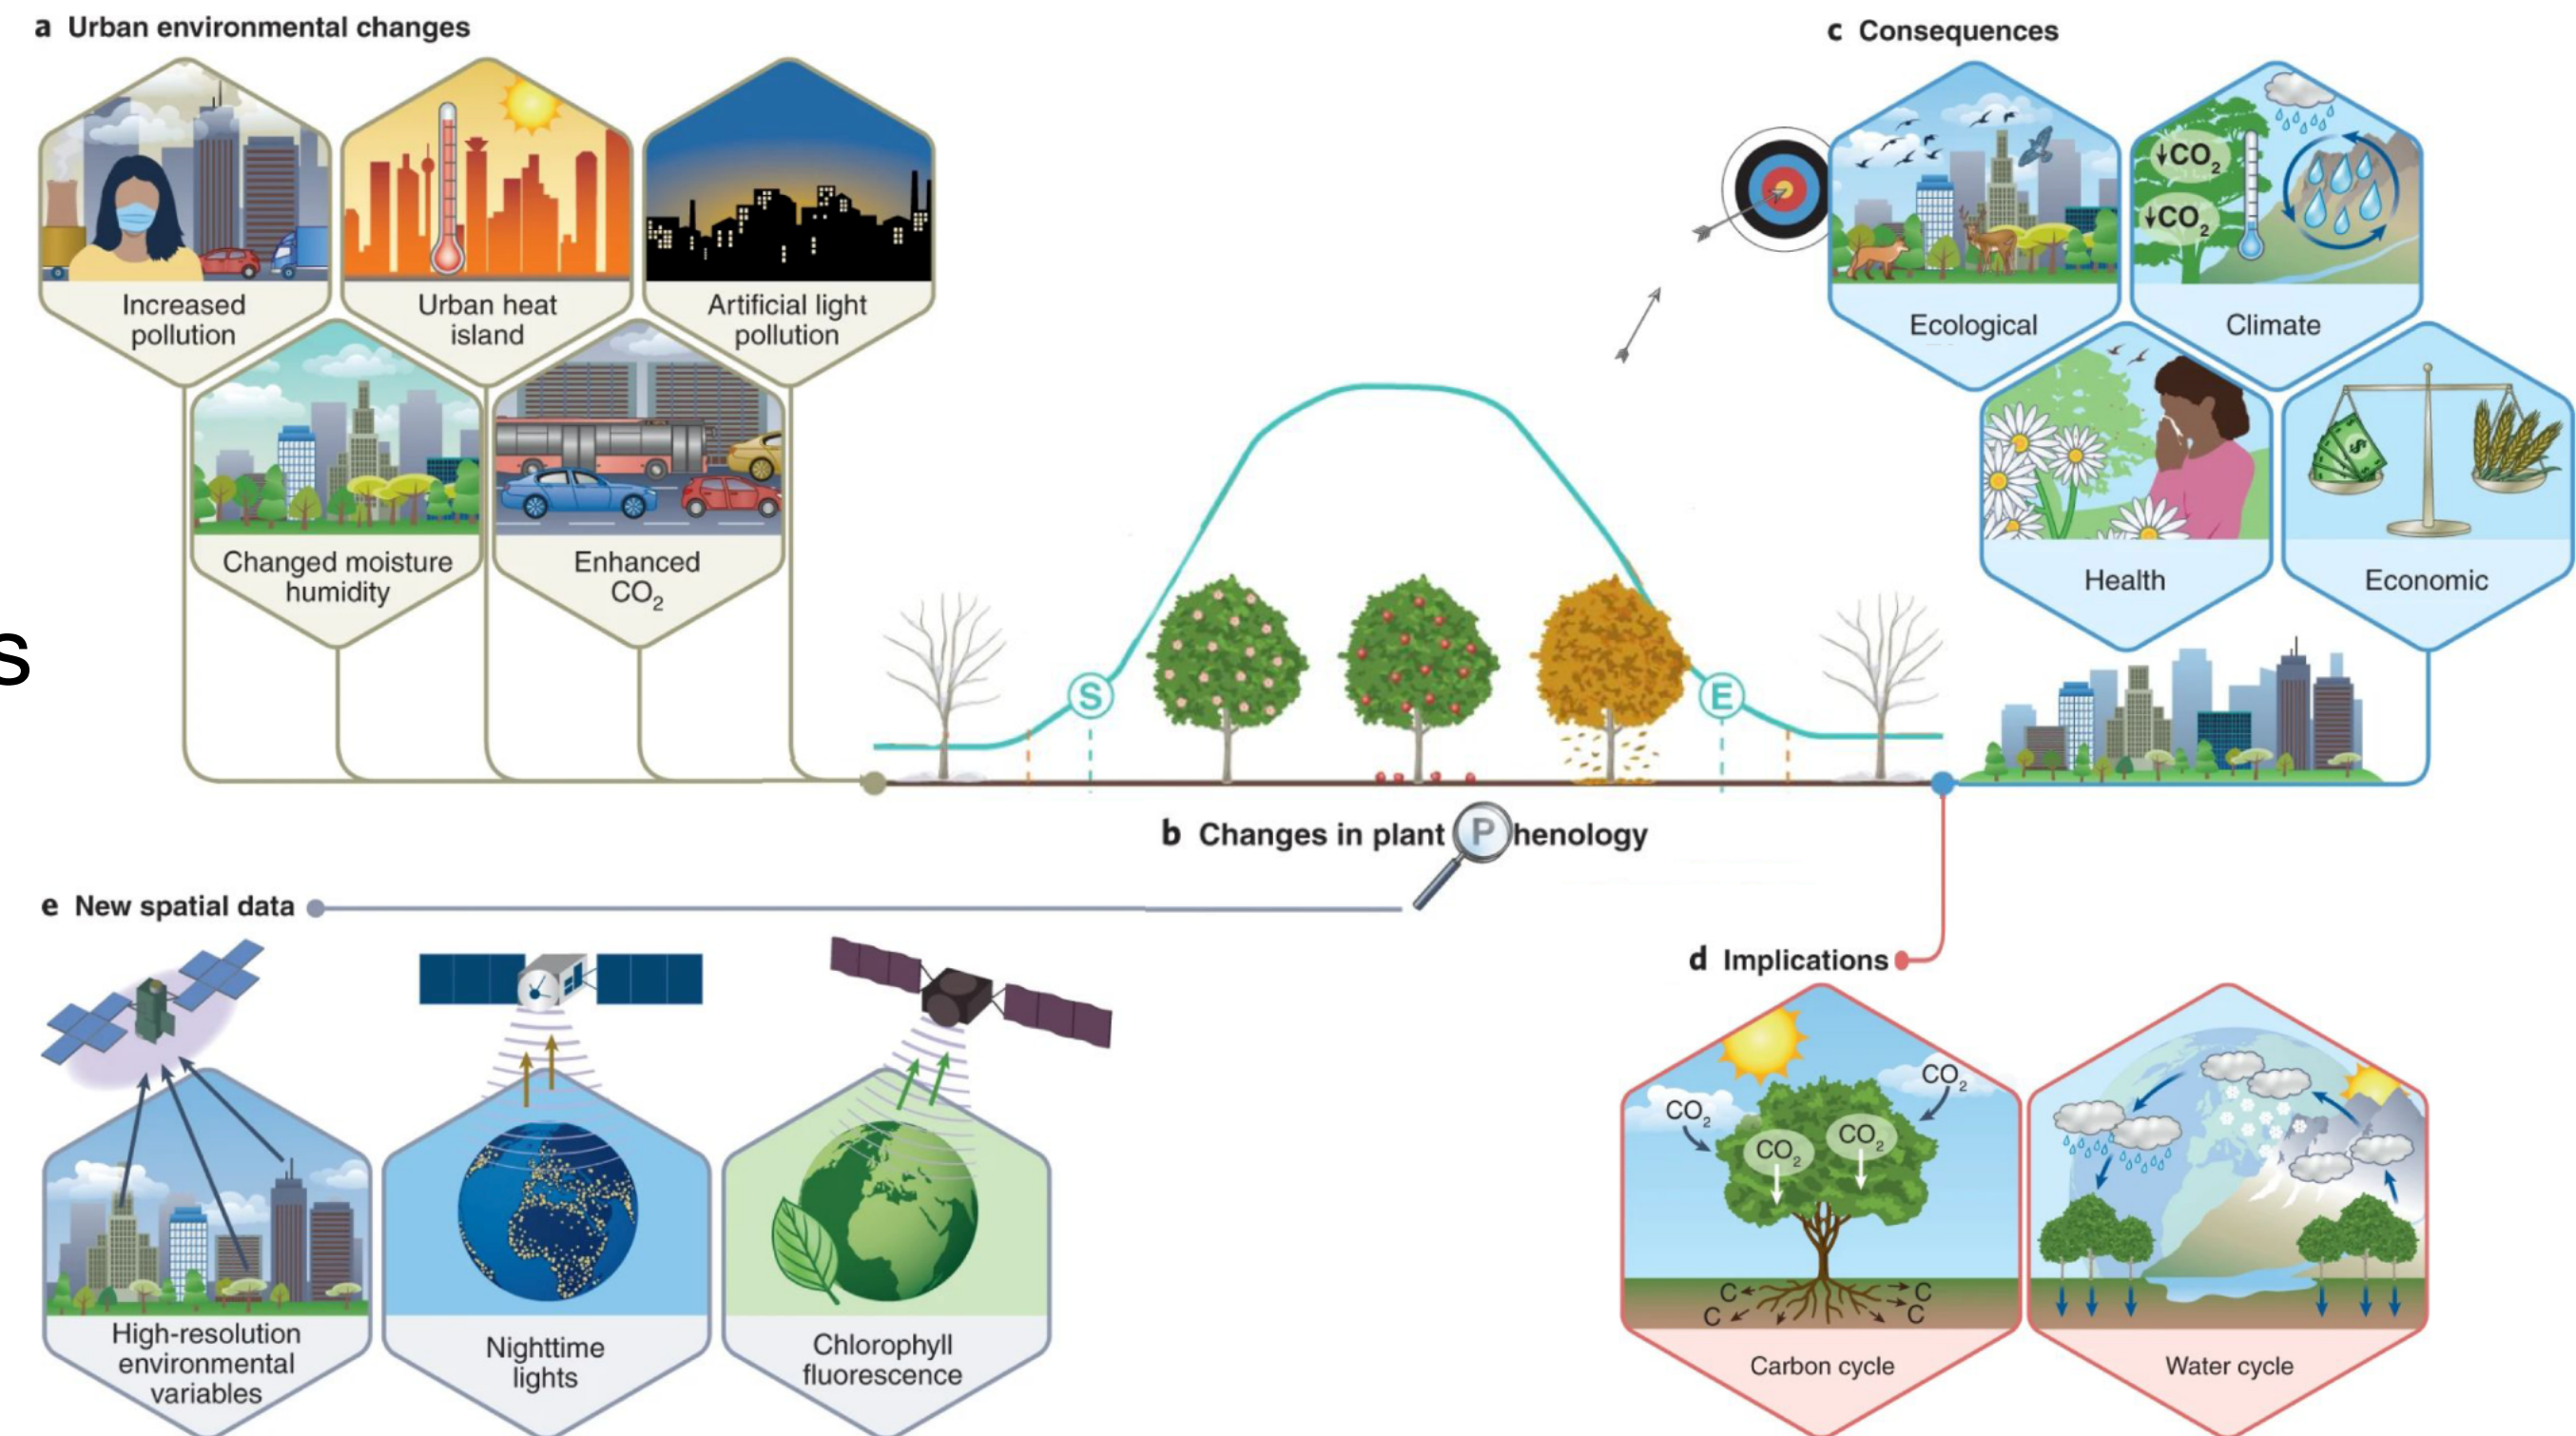 a Urban environmental changes
Increased
pollution
Urban heat
island
Artificial light
pollution
Changed moisture
humidity
Enhanced
CO₂
s
c Consequences
↓CO₂
↓CO₂
Ecological
Climate
$
Health
Economic
S
E
b Changes in plant Phenology
e New spatial data
High-resolution
environmental
variables
Nighttime
lights
Chlorophyll
fluorescence
d Implications
CO₂
CO₂
CO₂
CO₂
C
C
C
C
Carbon cycle
Water cycle